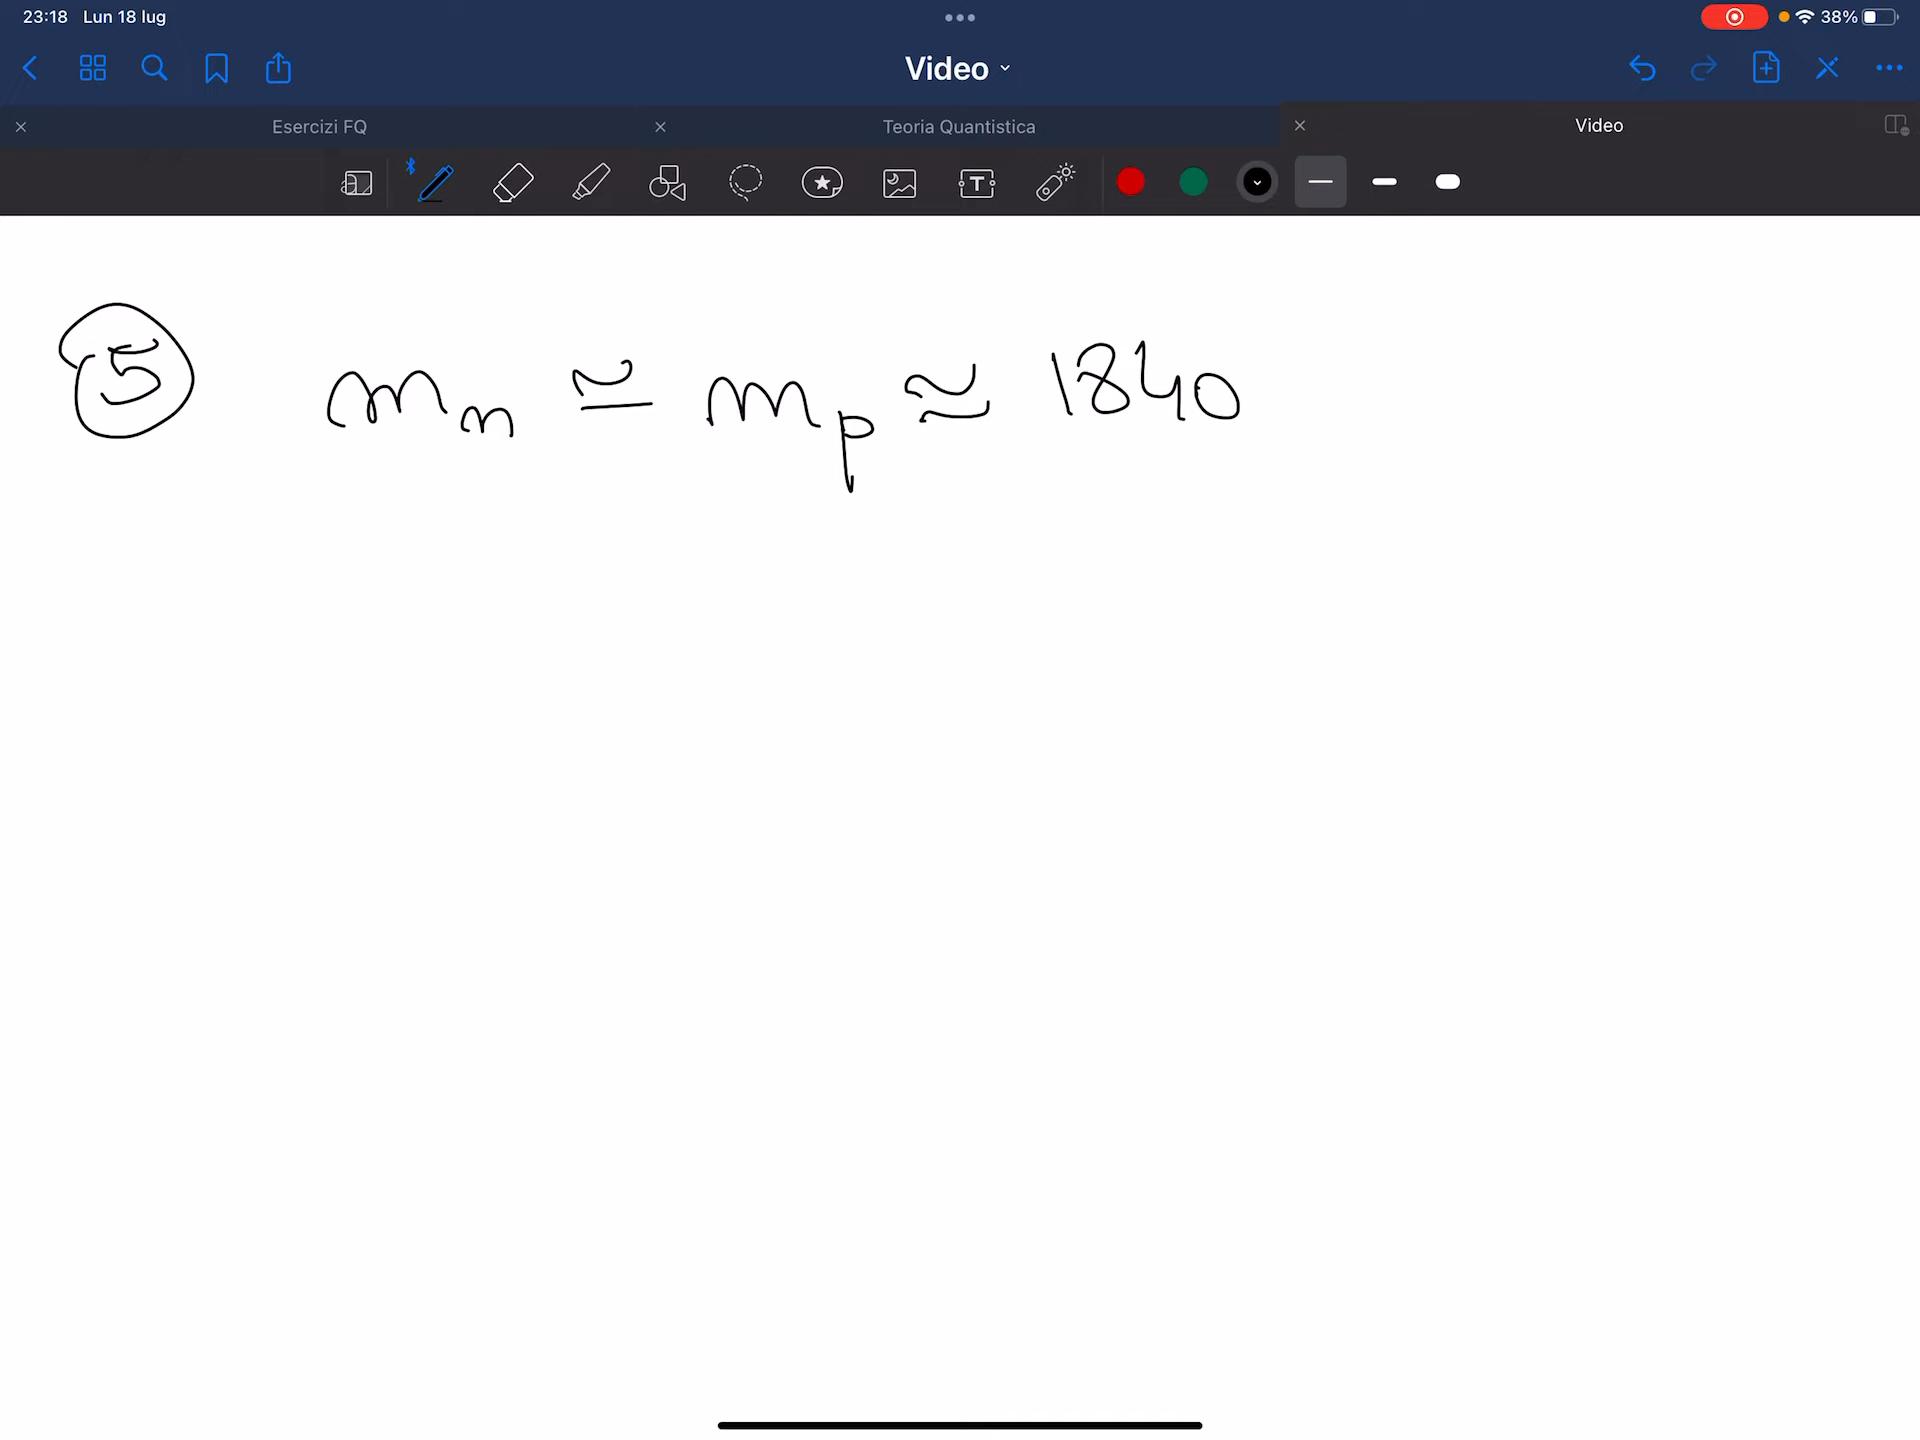 23:18 Lun 18 lug 38%
Video
Esercizi FQ Teoria Quantistica Video
T
5 mn ≅ mp ≈ 1840